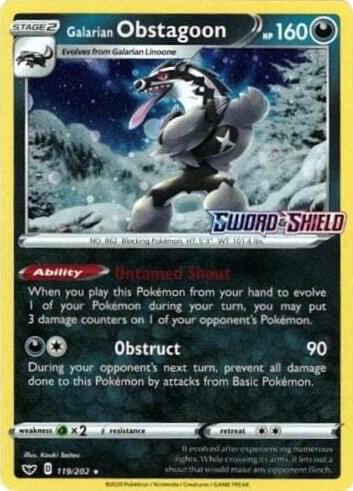 STAGE 2 Galarian Obstagoon HP 160
Evolves from Galarian Linoone
SWORD & SHIELD
NO. 862 Blocking Pokémon HT: 5'3" WT: 101.4 lbs.
Ability Untamed Shout
When you play this Pokémon from your hand to evolve
1 of your Pokémon during your turn, you may put
3 damage counters on 1 of your opponent's Pokémon.
Obstruct 90
During your opponent's next turn, prevent all damage
done to this Pokémon by attacks from Basic Pokémon.
weakness ×2 resistance retreat
Illus. Kouki Saitou
It evolved after experiencing numerous
fights. While crossing its arms, it lets out a
shout that would make any opponent flinch.
D 119/202 ★
©2020 Pokémon / Nintendo / Creatures / GAME FREAK